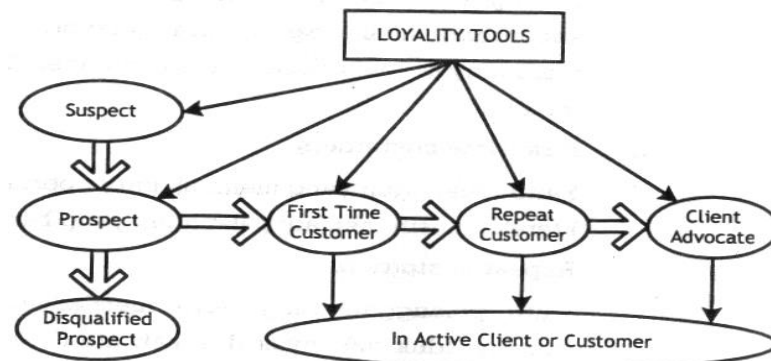 LOYALITY TOOLS
Suspect
Prospect
First Time
Customer
Repeat
Customer
Client
Advocate
Disqualified
Prospect
In Active Client or Customer